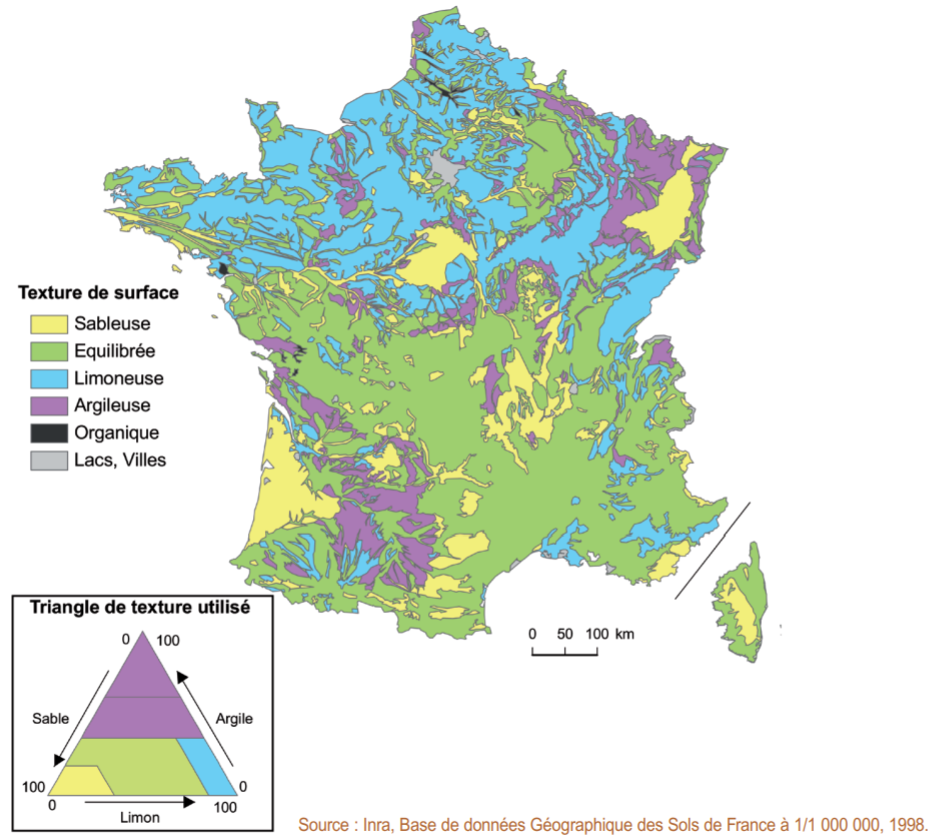 Texture de surface
Sableuse
Equilibrée
Limoneuse
Argileuse
Organique
Lacs, Villes
0 50 100 km
Triangle de texture utilisé
0 100
Sable Argile
100 0
0 100
Limon
Source : Inra, Base de données Géographique des Sols de France à 1/1 000 000, 1998.